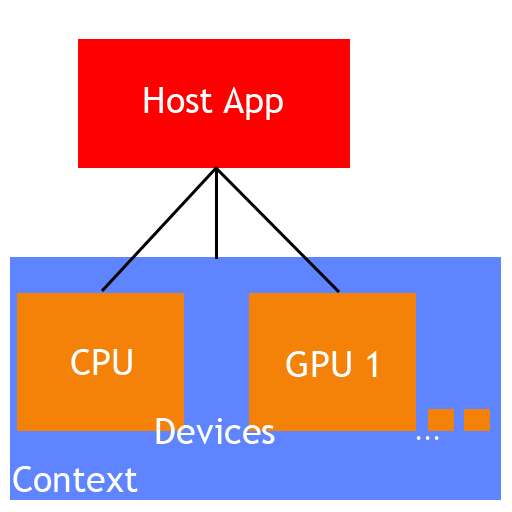 Host App
CPU
GPU 1
Devices
...
Context